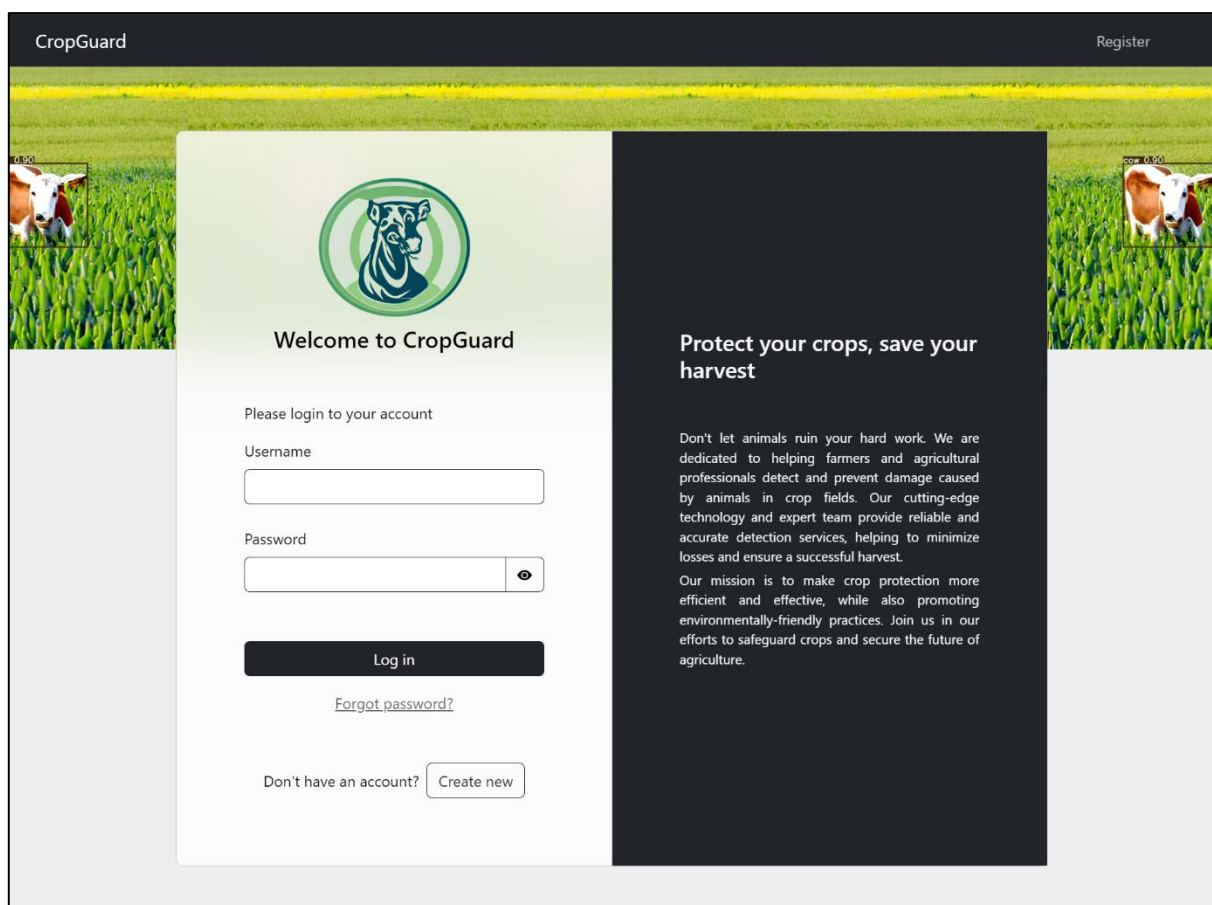 CropGuard
Register
0.90
cow 0.90
Welcome to CropGuard
Please login to your account
Username
Password
Log in
Forgot password?
Don't have an account? Create new
Protect your crops, save your
harvest
Don't let animals ruin your hard work. We are
dedicated to helping farmers and agricultural
professionals detect and prevent damage caused
by animals in crop fields. Our cutting-edge
technology and expert team provide reliable and
accurate detection services, helping to minimize
losses and ensure a successful harvest.
Our mission is to make crop protection more
efficient and effective, while also promoting
environmentally-friendly practices. Join us in our
efforts to safeguard crops and secure the future of
agriculture.